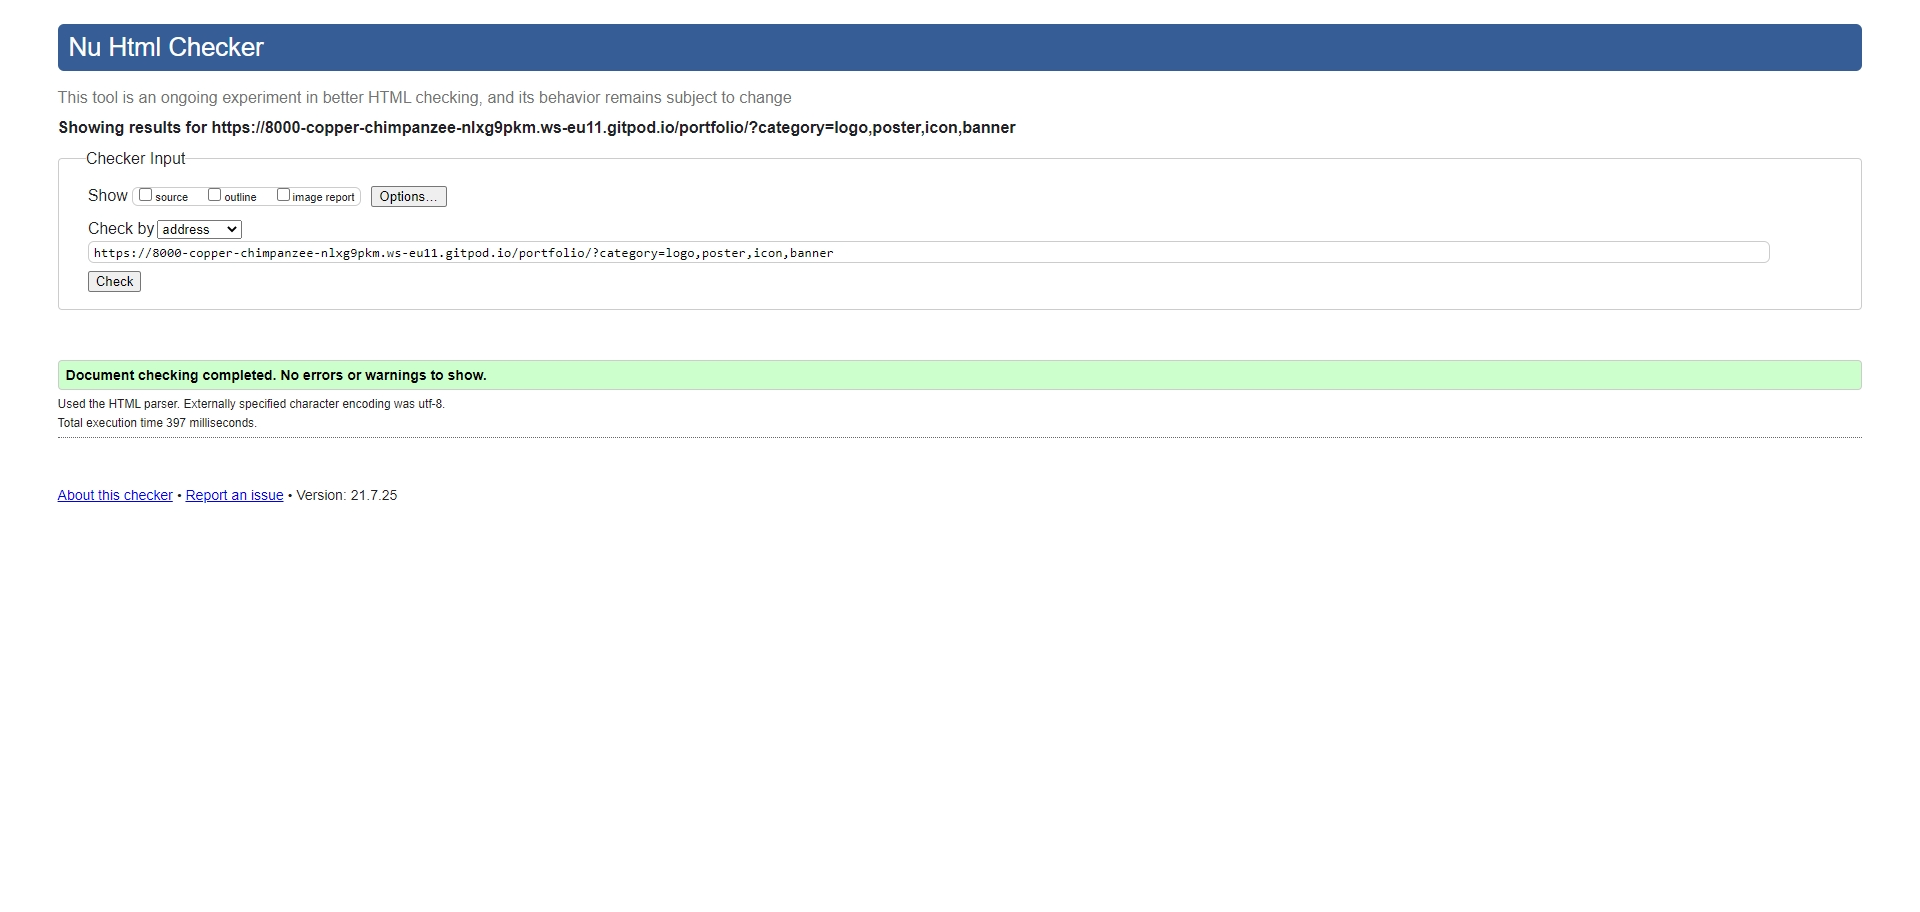 Nu Html Checker
This tool is an ongoing experiment in better HTML checking, and its behavior remains subject to change
Showing results for https://8000-copper-chimpanzee-nlxg9pkm.ws-eu11.gitpod.io/portfolio/?category=logo,poster,icon,banner
Checker Input
Show source outline image report Options...
Check by address
https://8000-copper-chimpanzee-nlxg9pkm.ws-eu11.gitpod.io/portfolio/?category=logo,poster,icon,banner
Check
Document checking completed. No errors or warnings to show.
Used the HTML parser. Externally specified character encoding was utf-8.
Total execution time 397 milliseconds.
About this checker • Report an issue • Version: 21.7.25